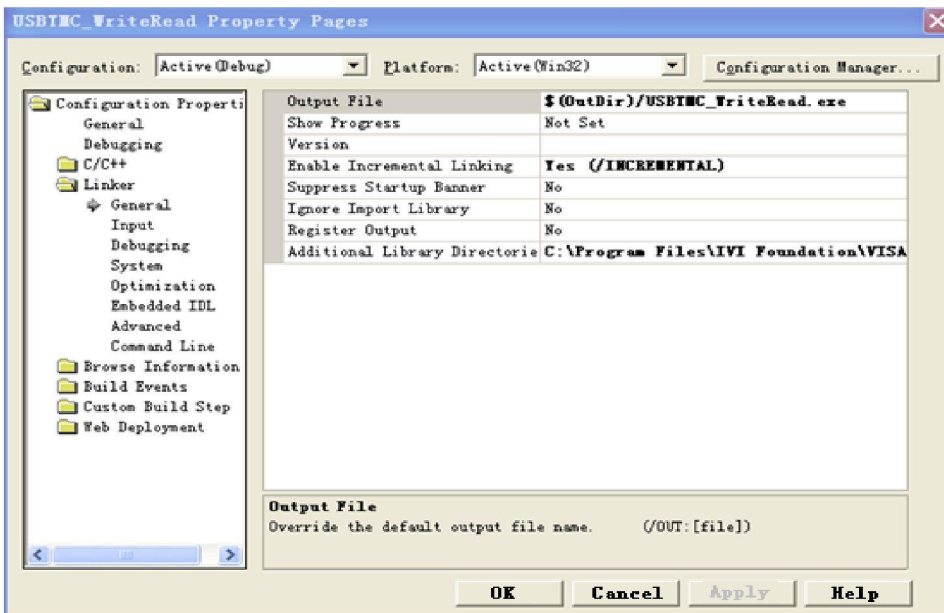 USBTMC_WriteRead Property Pages
Configuration: Active(Debug) Platform: Active(Win32) Configuration Manager...
Configuration Properti
General
Debugging
C/C++
Linker
General
Input
Debugging
System
Optimization
Embedded IDL
Advanced
Command Line
Browse Information
Build Events
Custom Build Step
Web Deployment
Output File $(OutDir)/USBTMC_WriteRead.exe
Show Progress Not Set
Version
Enable Incremental Linking Yes (/INCREMENTAL)
Suppress Startup Banner No
Ignore Import Library No
Register Output No
Additional Library Directorie C:\Program Files\IVI Foundation\VISA
Output File
Override the default output file name. (/OUT:[file])
OK Cancel Apply Help